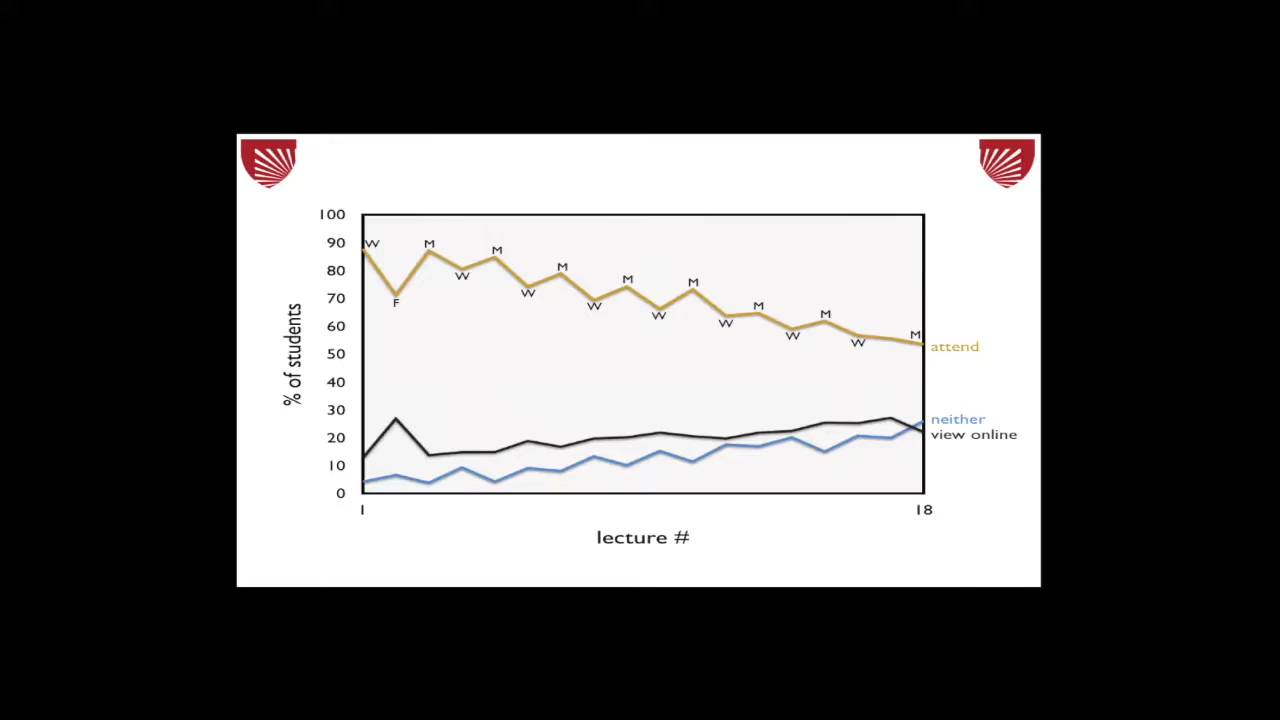 100
90
80
70
60
50
40
30
20
10
0
% of students
W
F
M
W
M
W
M
W
M
W
M
W
M
W
M
W
M
attend
neither
view online
1
18
lecture #